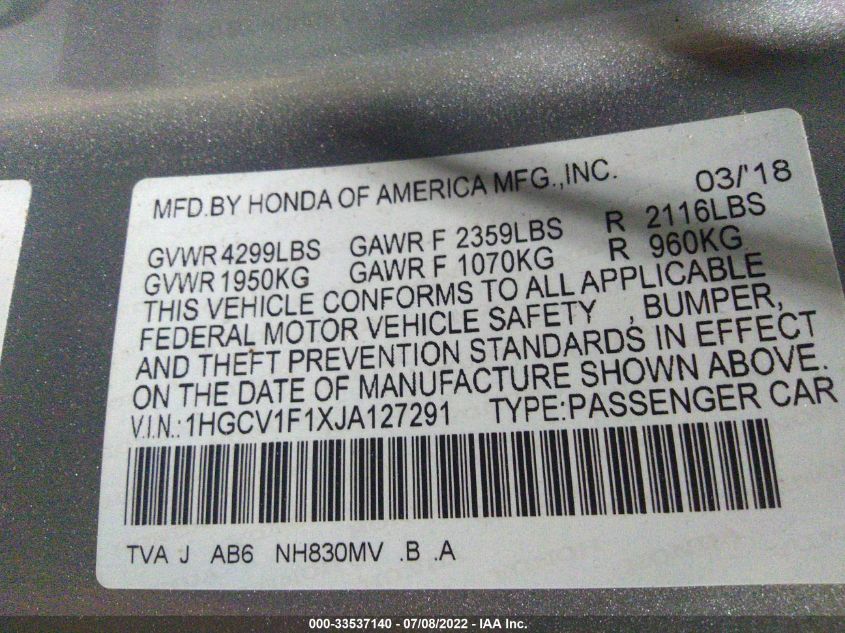 MFD.BY HONDA OF AMERICA MFG.,INC. 03/'18
GVWR 4299LBS GAWR F 2359LBS R 2116LBS
GVWR 1950KG GAWR F 1070KG R 960KG
THIS VEHICLE CONFORMS TO ALL APPLICABLE
FEDERAL MOTOR VEHICLE SAFETY , BUMPER,
AND THEFT PREVENTION STANDARDS IN EFFECT
ON THE DATE OF MANUFACTURE SHOWN ABOVE.
V.I.N.: 1HGCV1F1XJA127291 TYPE:PASSENGER CAR
TVA J AB6 NH830MV .B .A
000-33537140 - 07/08/2022 - IAA Inc.